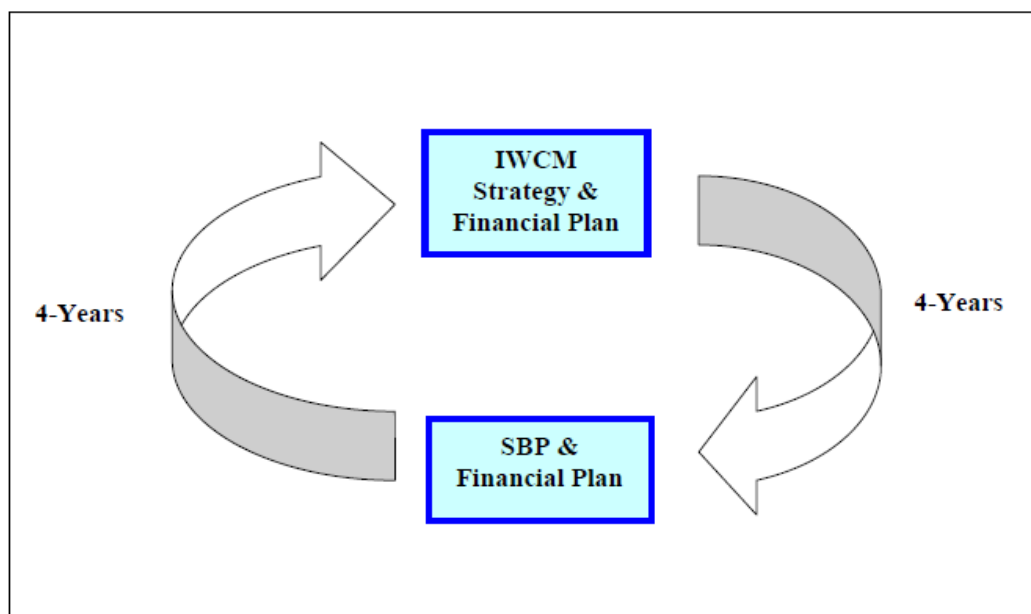 IWCM
Strategy &
Financial Plan
4-Years
4-Years
SBP &
Financial Plan